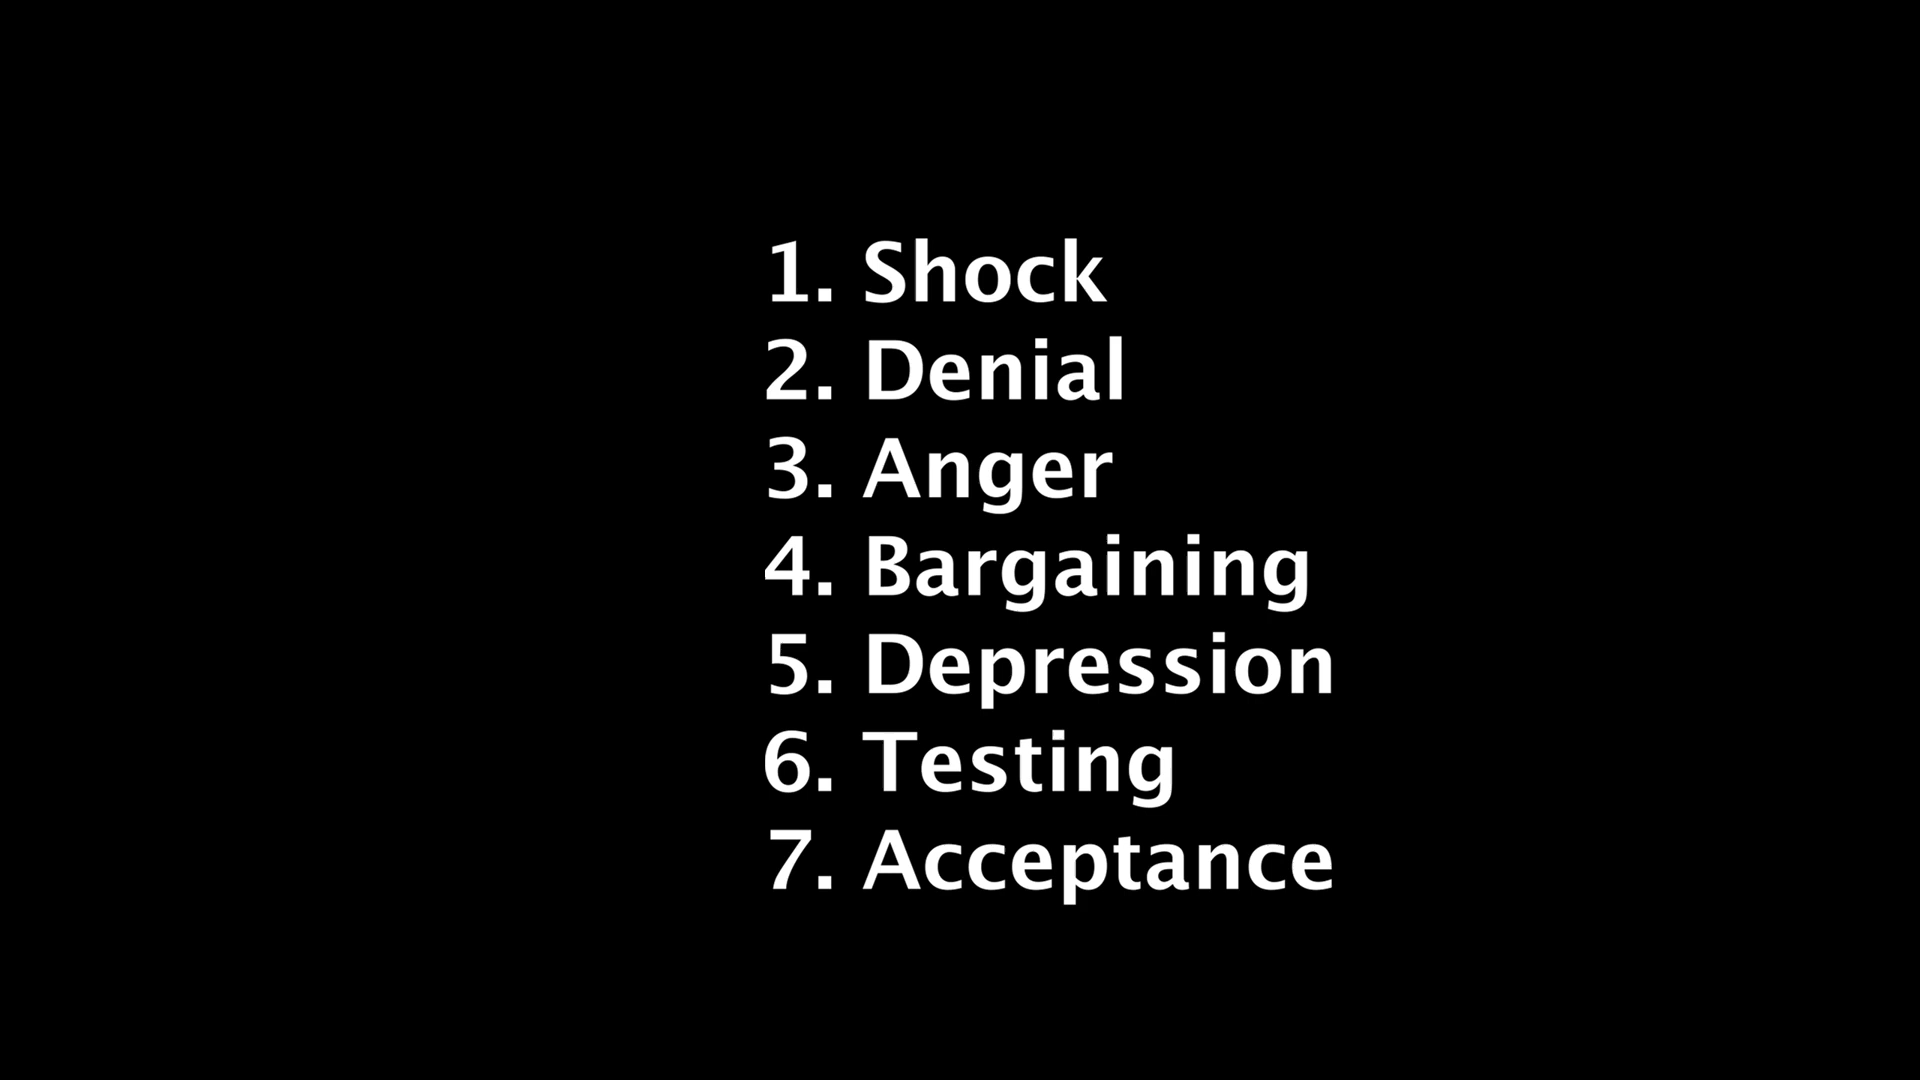 1. Shock
2. Denial
3. Anger
4. Bargaining
5. Depression
6. Testing
7. Acceptance